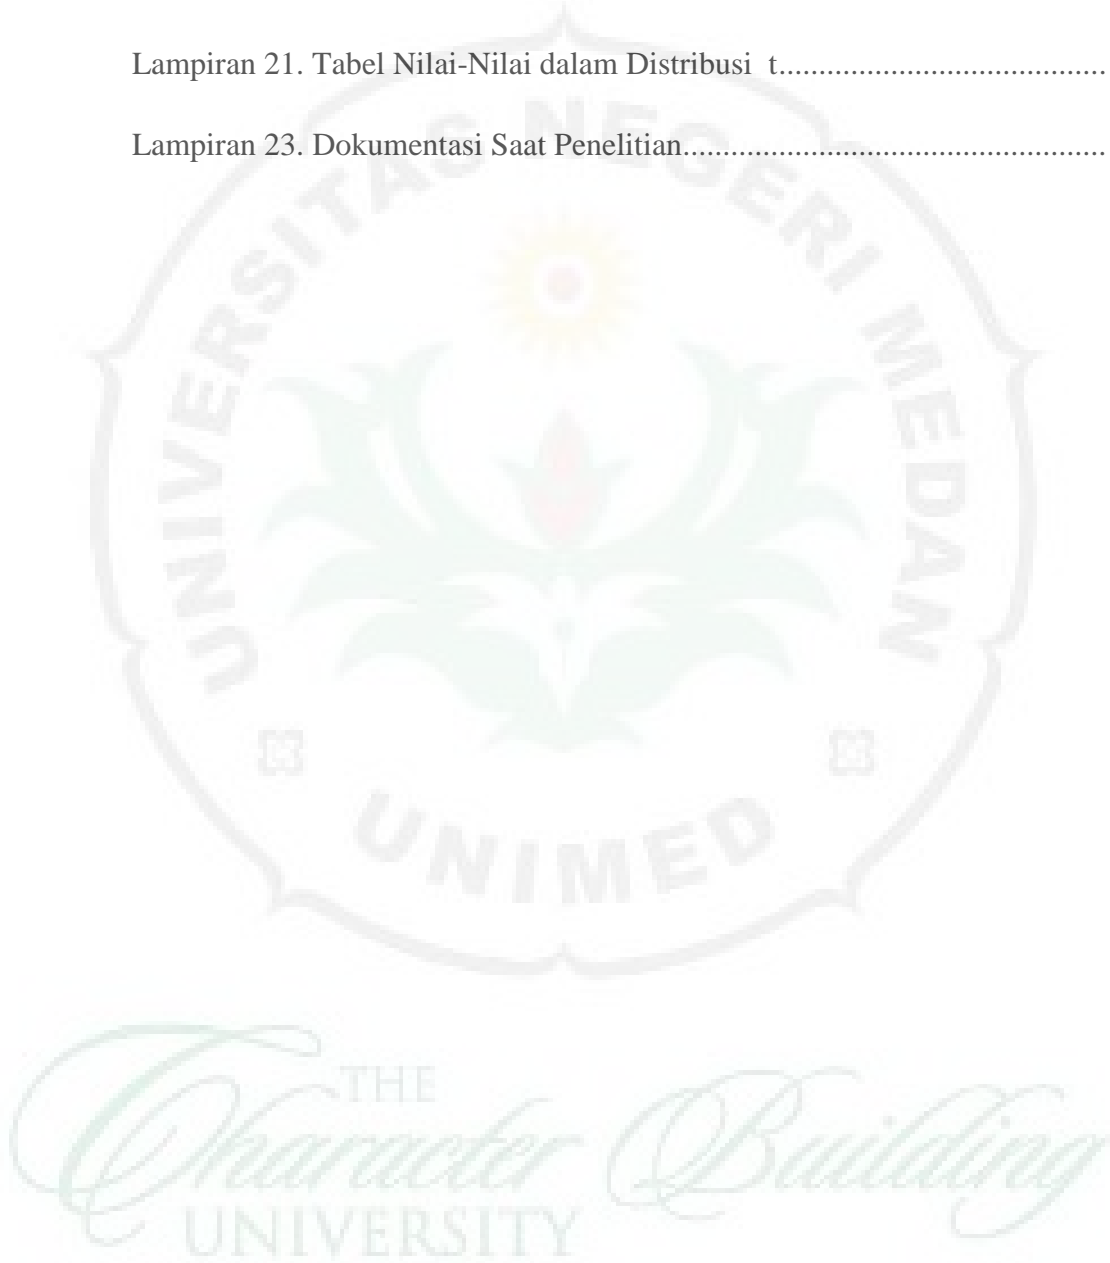 Lampiran 21. Tabel Nilai-Nilai dalam Distribusi  t.........................................
Lampiran 23. Dokumentasi Saat Penelitian.....................................................
UNIVERSITAS NEGERI MEDAN
UNIMED
THE
Character Building
UNIVERSITY